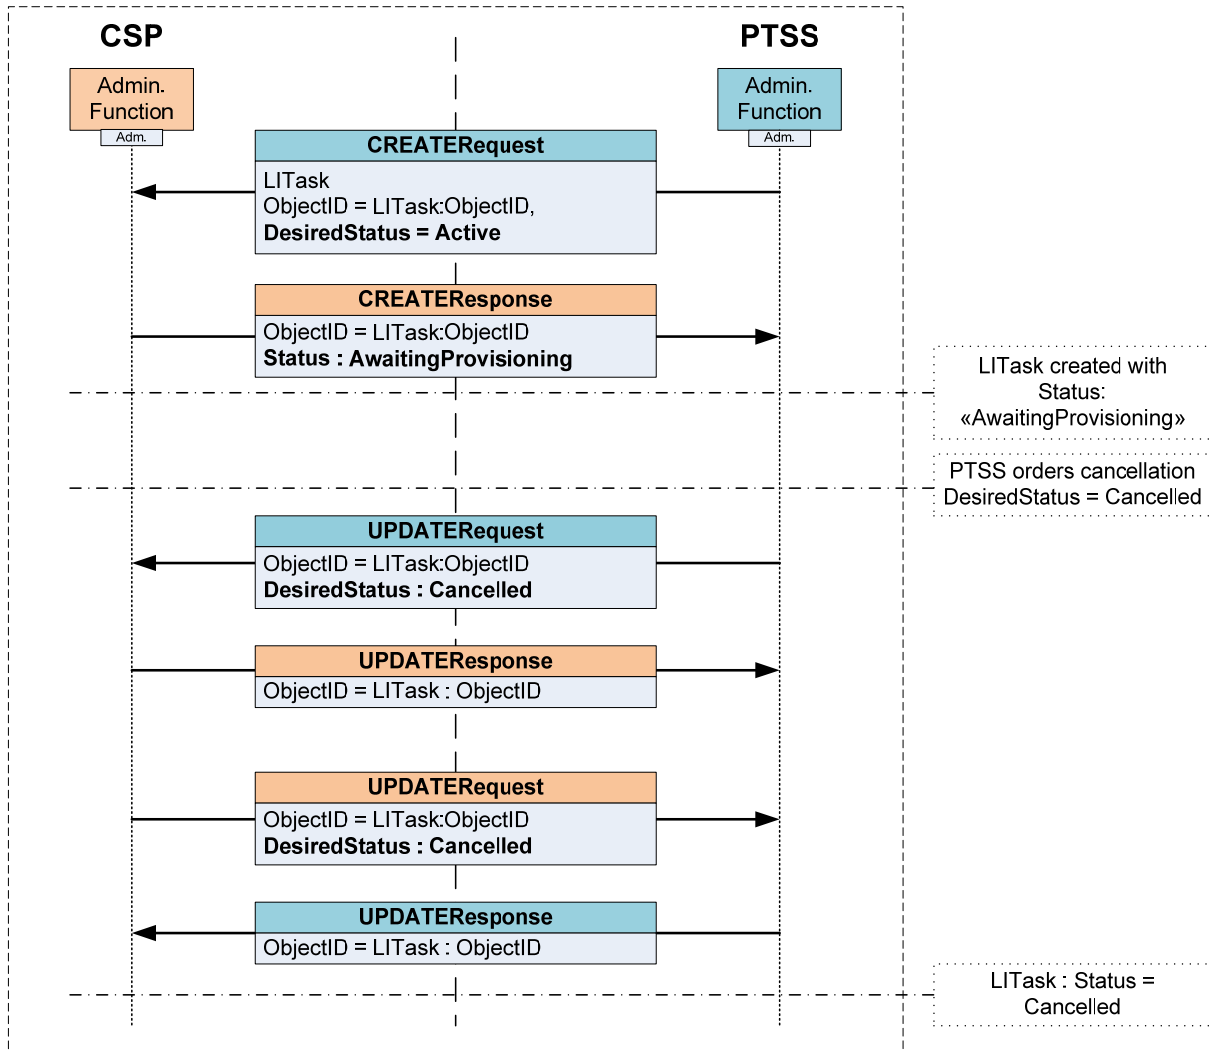 CSP
PTSS
Admin.
Function
Adm.
Admin.
Function
Adm.
CREATERequest
LITask
ObjectID = LITask:ObjectID,
DesiredStatus = Active
CREATEResponse
ObjectID = LITask:ObjectID
Status : AwaitingProvisioning
LITask created with
Status:
«AwaitingProvisioning»
PTSS orders cancellation
DesiredStatus = Cancelled
UPDATERequest
ObjectID = LITask:ObjectID
DesiredStatus : Cancelled
UPDATEResponse
ObjectID = LITask : ObjectID
UPDATERequest
ObjectID = LITask:ObjectID
DesiredStatus : Cancelled
UPDATEResponse
ObjectID = LITask : ObjectID
LITask : Status =
Cancelled